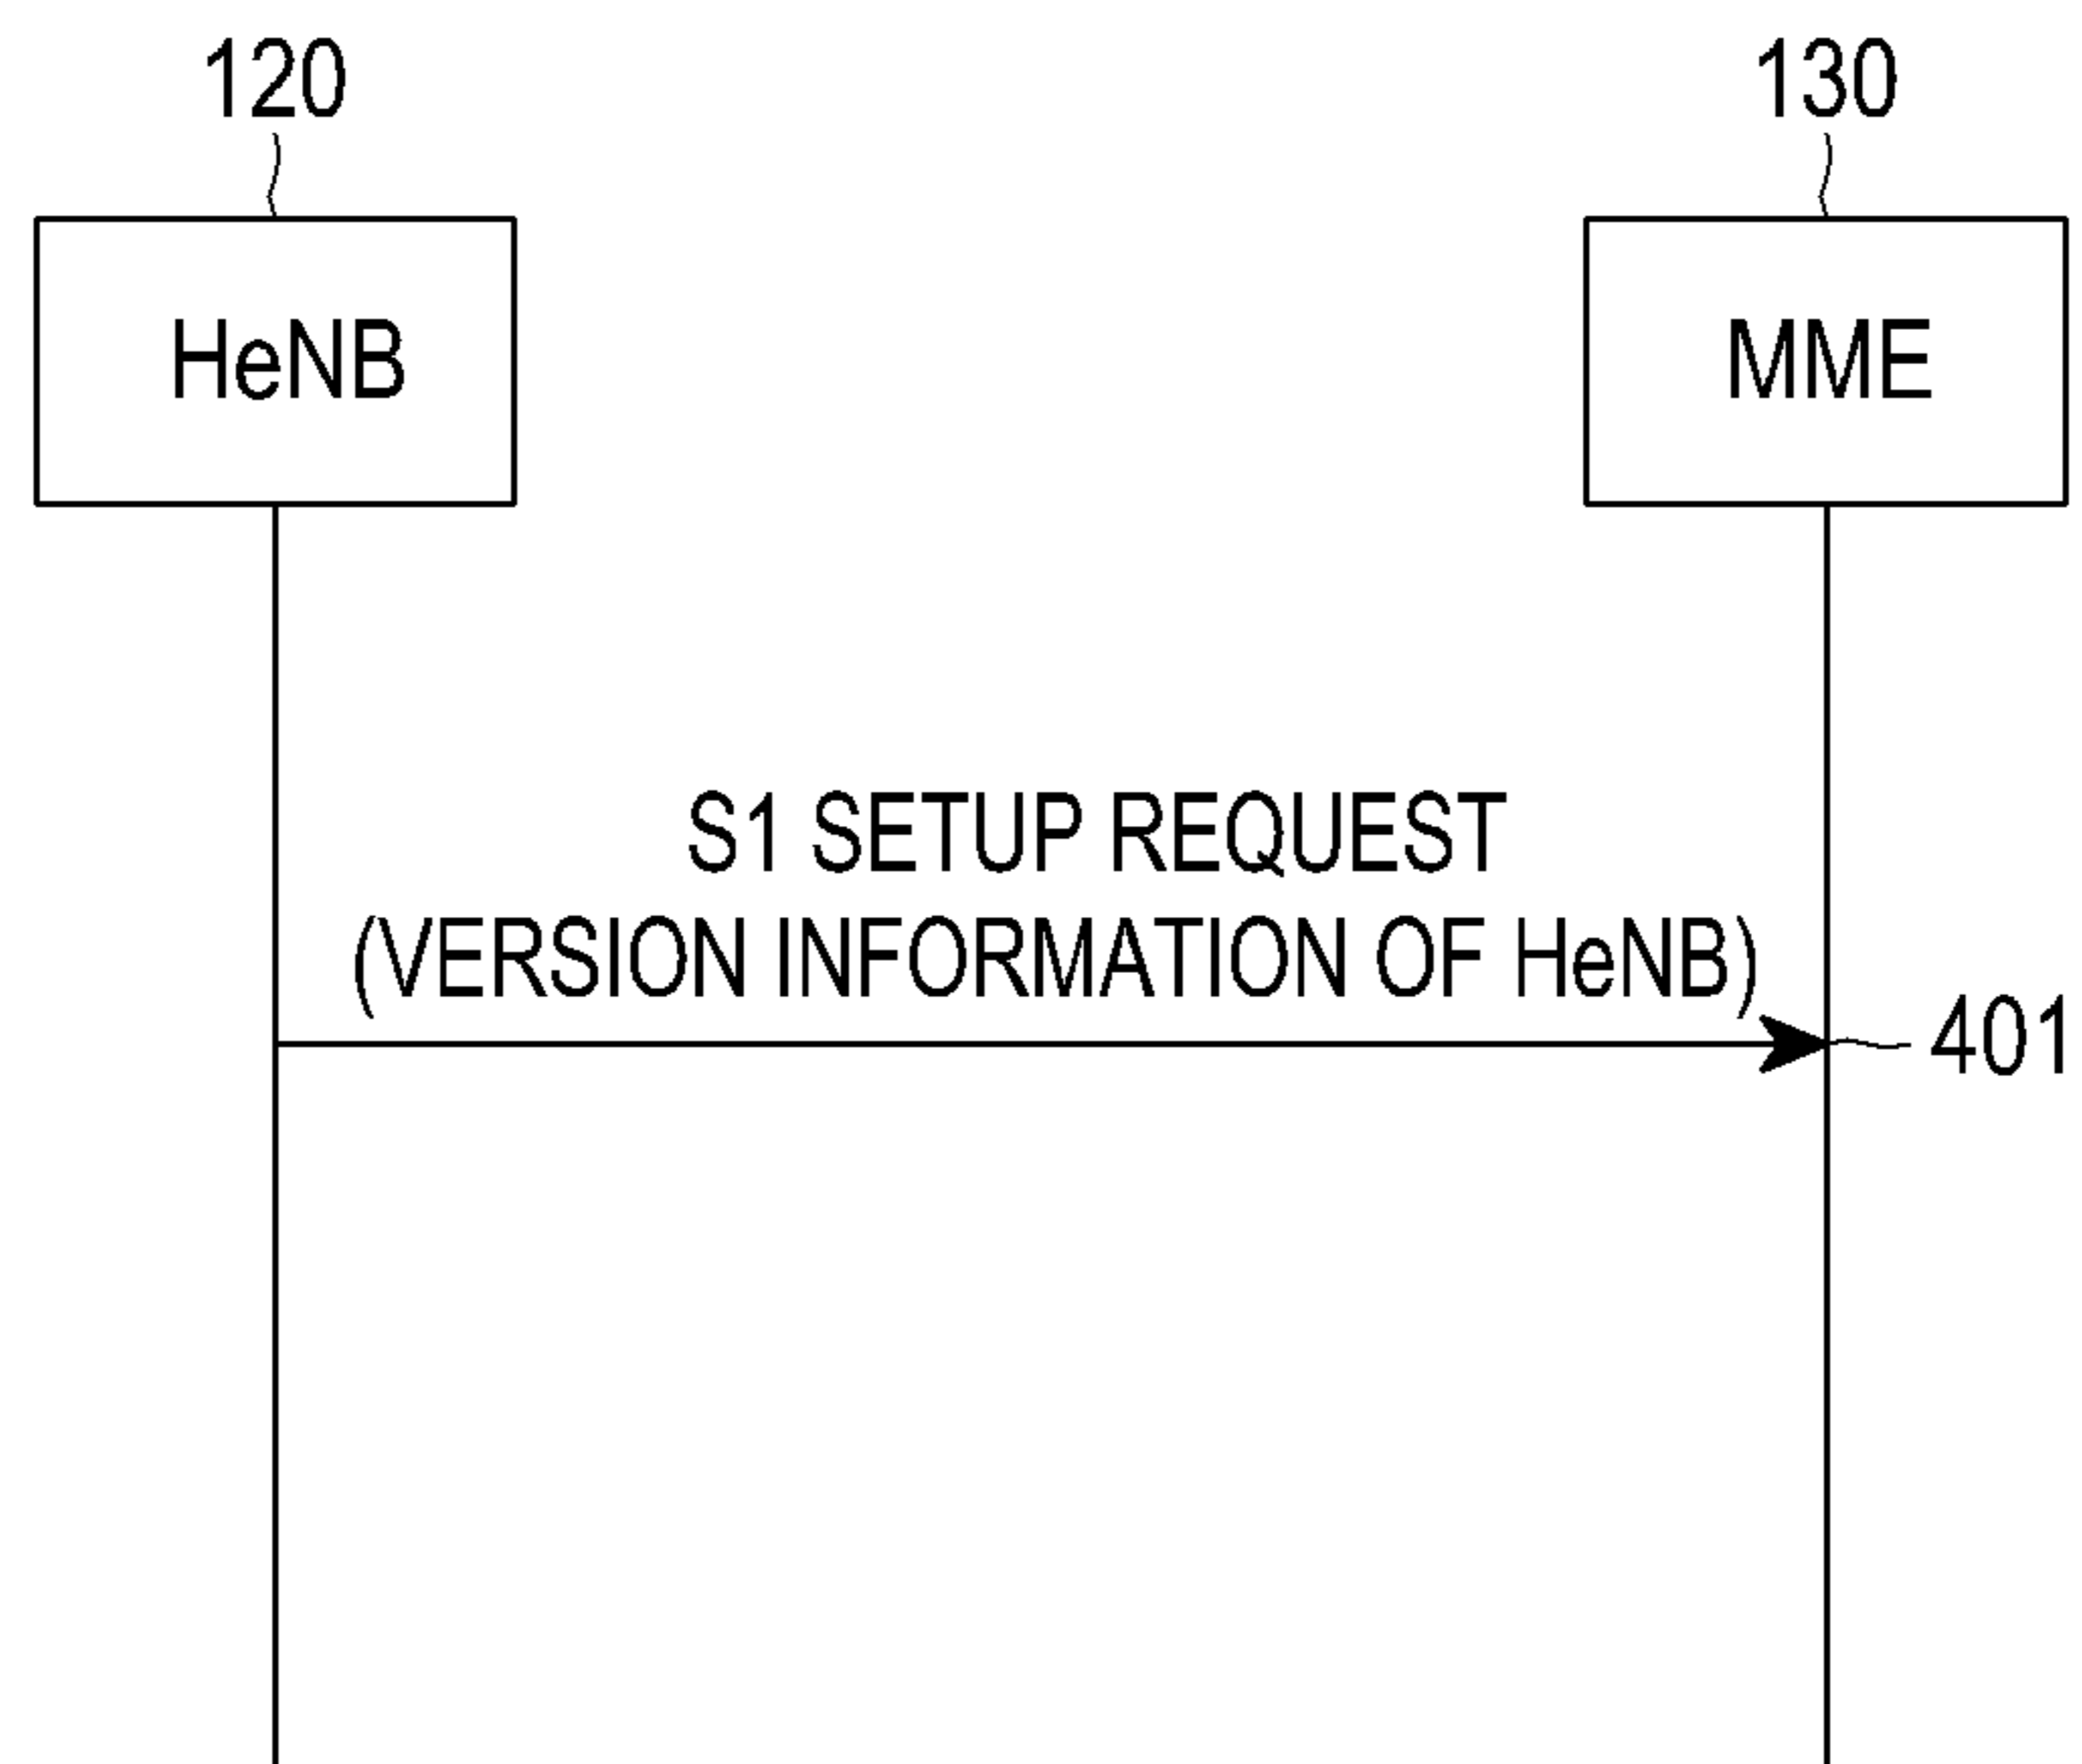 120
130
HeNB
MME
S1 SETUP REQUEST
(VERSION INFORMATION OF HeNB)
401